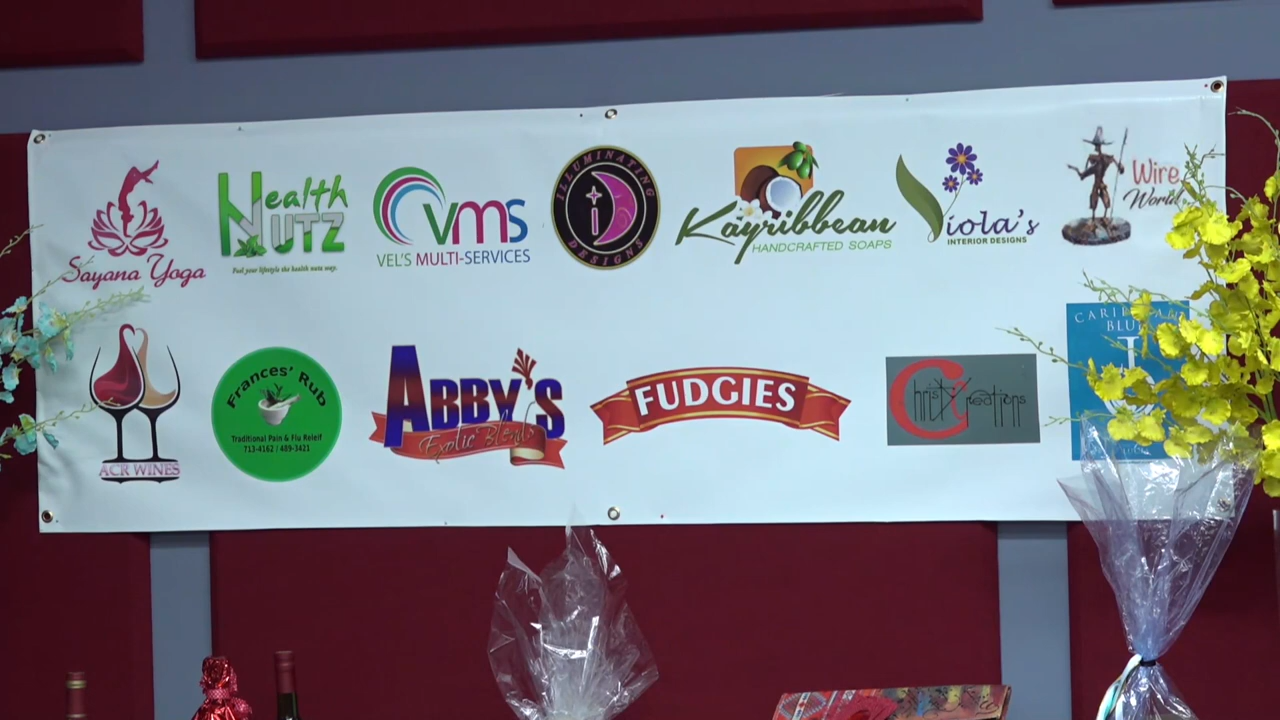 Sayana Yoga
Health
NUTZ
Feel your lifestyle the health nutz way.
vms
VEL'S MULTI-SERVICES
ILLUMINATING
i
DESIGNS
Kayribbean
HANDCRAFTED SOAPS
Viola's
INTERIOR DESIGNS
Wire
World
ACR WINES
Frances' Rub
Traditional Pain & Flu Releif
713-4162 / 489-3421
ABBY'S
Exotic Blends
FUDGIES
Christy Creations
BLUE